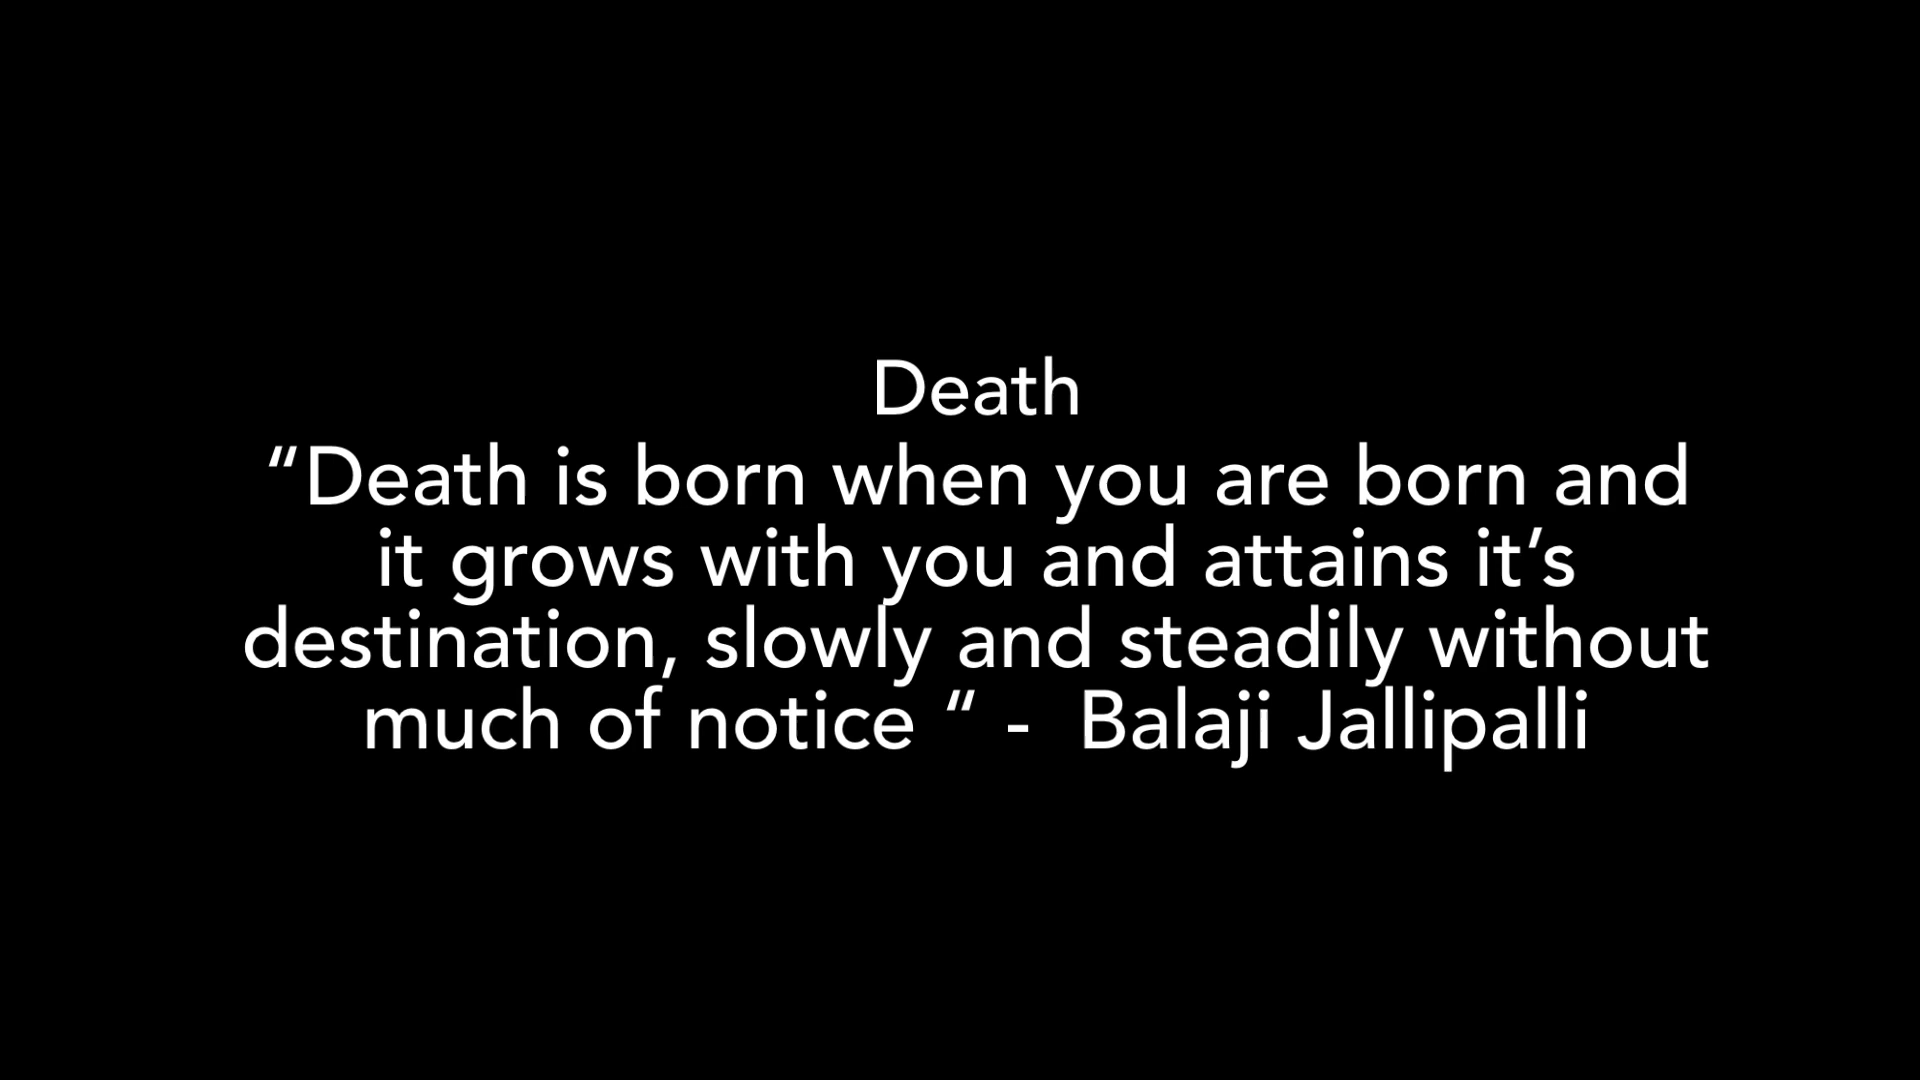 Death
“Death is born when you are born and
it grows with you and attains it’s
destination, slowly and steadily without
much of notice “ -  Balaji Jallipalli